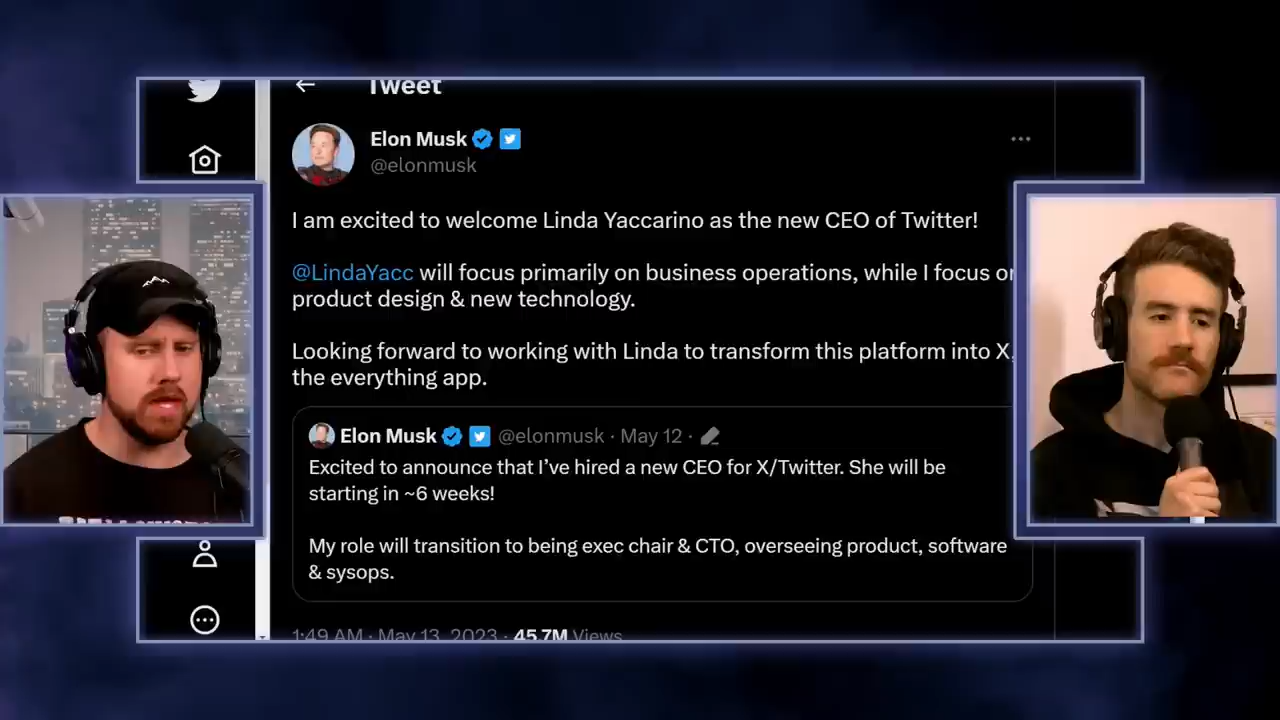 Tweet
Elon Musk
@elonmusk
I am excited to welcome Linda Yaccarino as the new CEO of Twitter!
@LindaYacc will focus primarily on business operations, while I focus on
product design & new technology.
Looking forward to working with Linda to transform this platform into X,
the everything app.
Elon Musk @elonmusk · May 12 ·
Excited to announce that I’ve hired a new CEO for X/Twitter. She will be
starting in ~6 weeks!
My role will transition to being exec chair & CTO, overseeing product, software
& sysops.
1:49 AM · May 13, 2023 · 45.7M Views